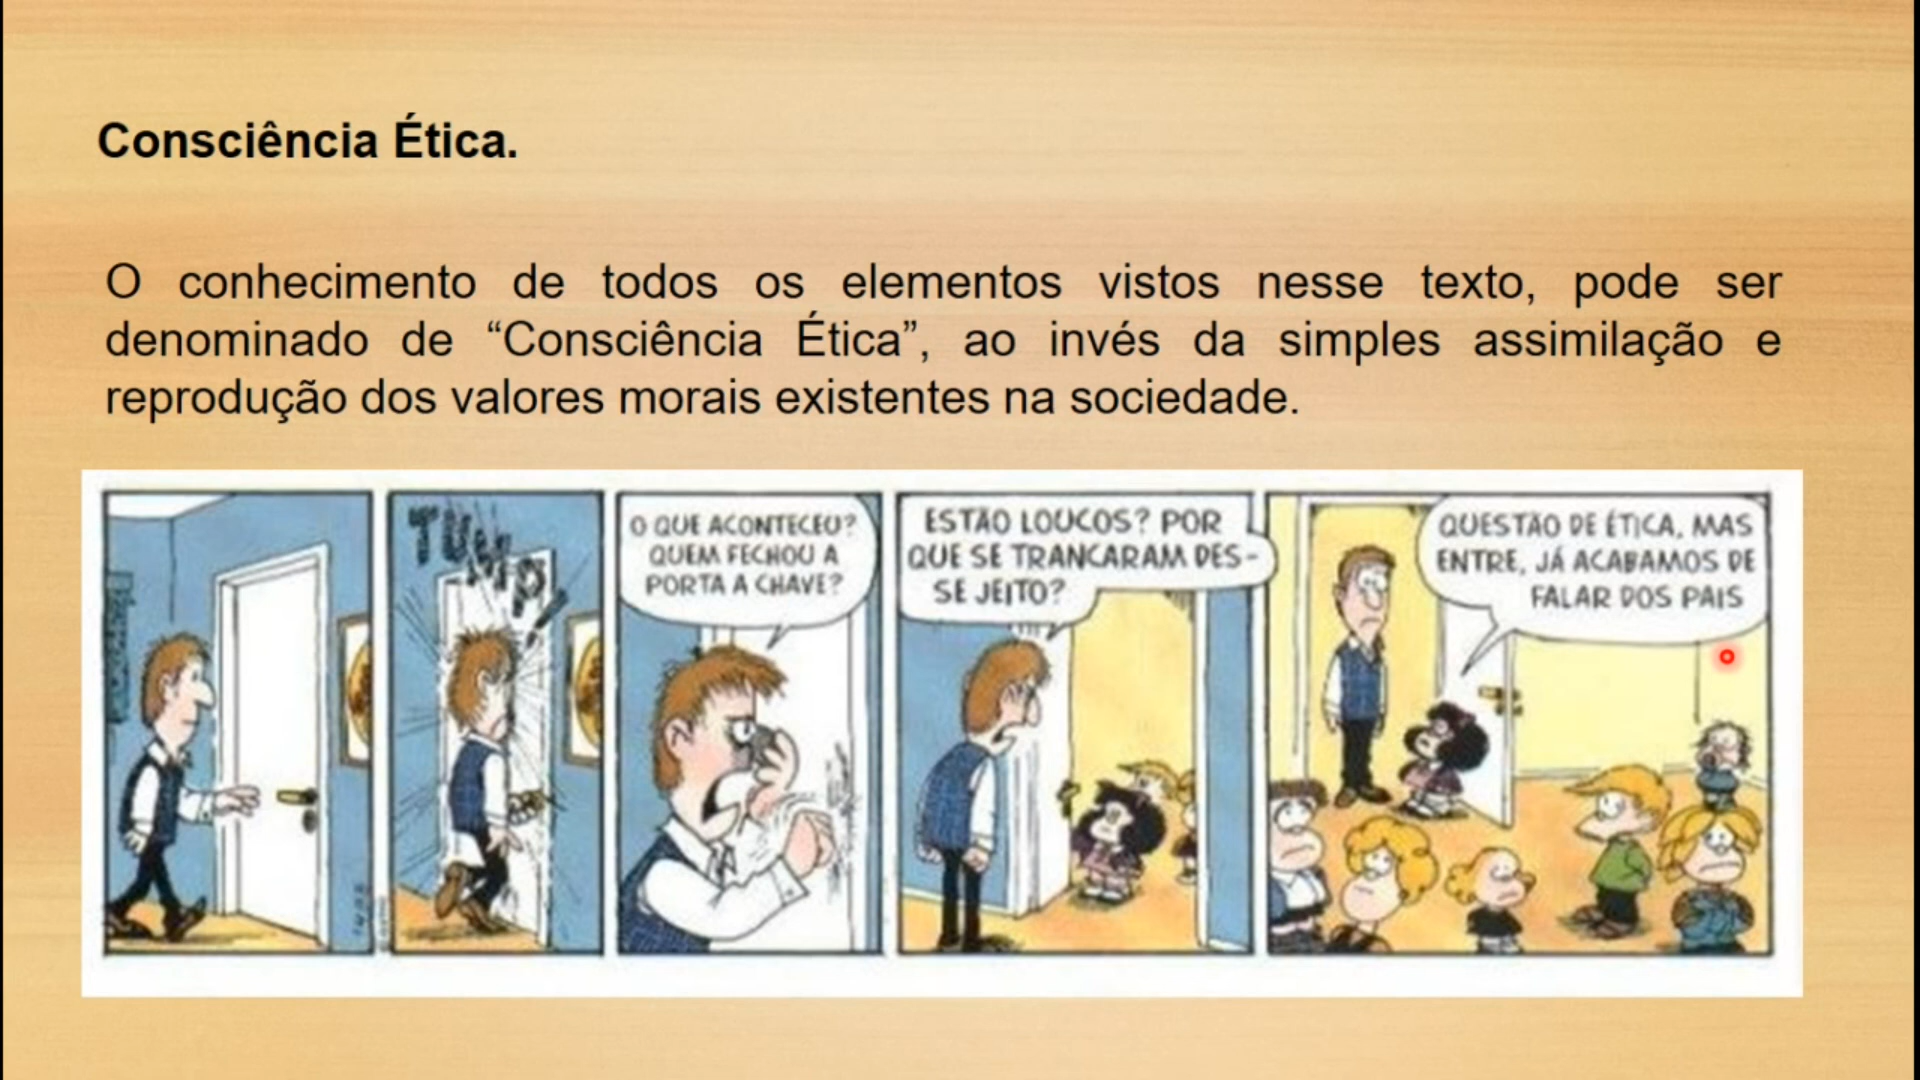 Consciência Ética.
O conhecimento de todos os elementos vistos nesse texto, pode ser
denominado de “Consciência Ética”, ao invés da simples assimilação e
reprodução dos valores morais existentes na sociedade.
TUMP!
O QUE ACONTECEU?
QUEM FECHOU A
PORTA A CHAVE?
ESTÃO LOUCOS? POR
QUE SE TRANCARAM DES-
SE JEITO?
QUESTÃO DE ÉTICA, MAS
ENTRE, JÁ ACABAMOS DE
FALAR DOS PAIS